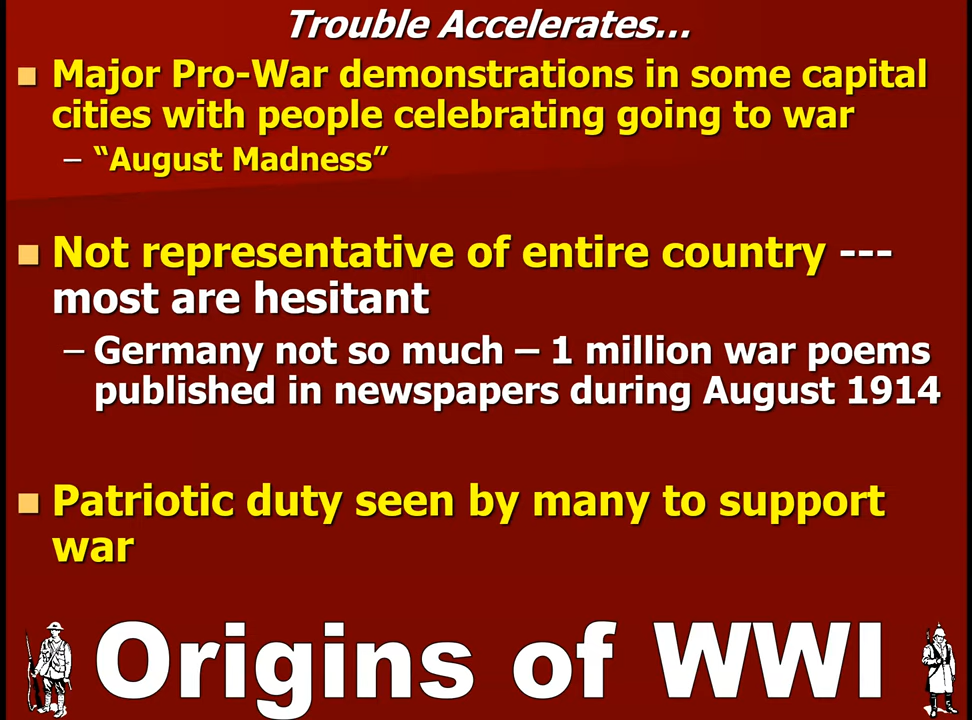 Trouble Accelerates…
Major Pro-War demonstrations in some capital
cities with people celebrating going to war
– “August Madness”
Not representative of entire country ---
most are hesitant
– Germany not so much – 1 million war poems
published in newspapers during August 1914
Patriotic duty seen by many to support
war
Origins of WWI